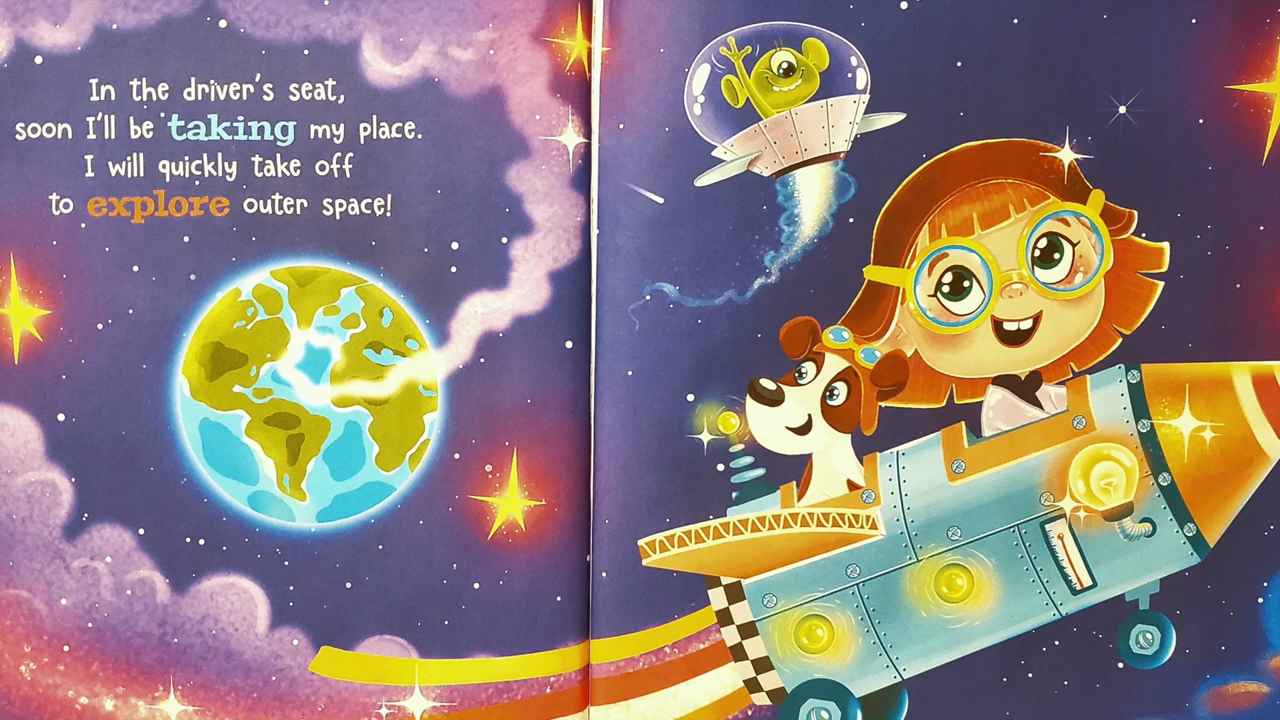 In the driver's seat,
soon I'll be taking my place.
I will quickly take off
to explore outer space!